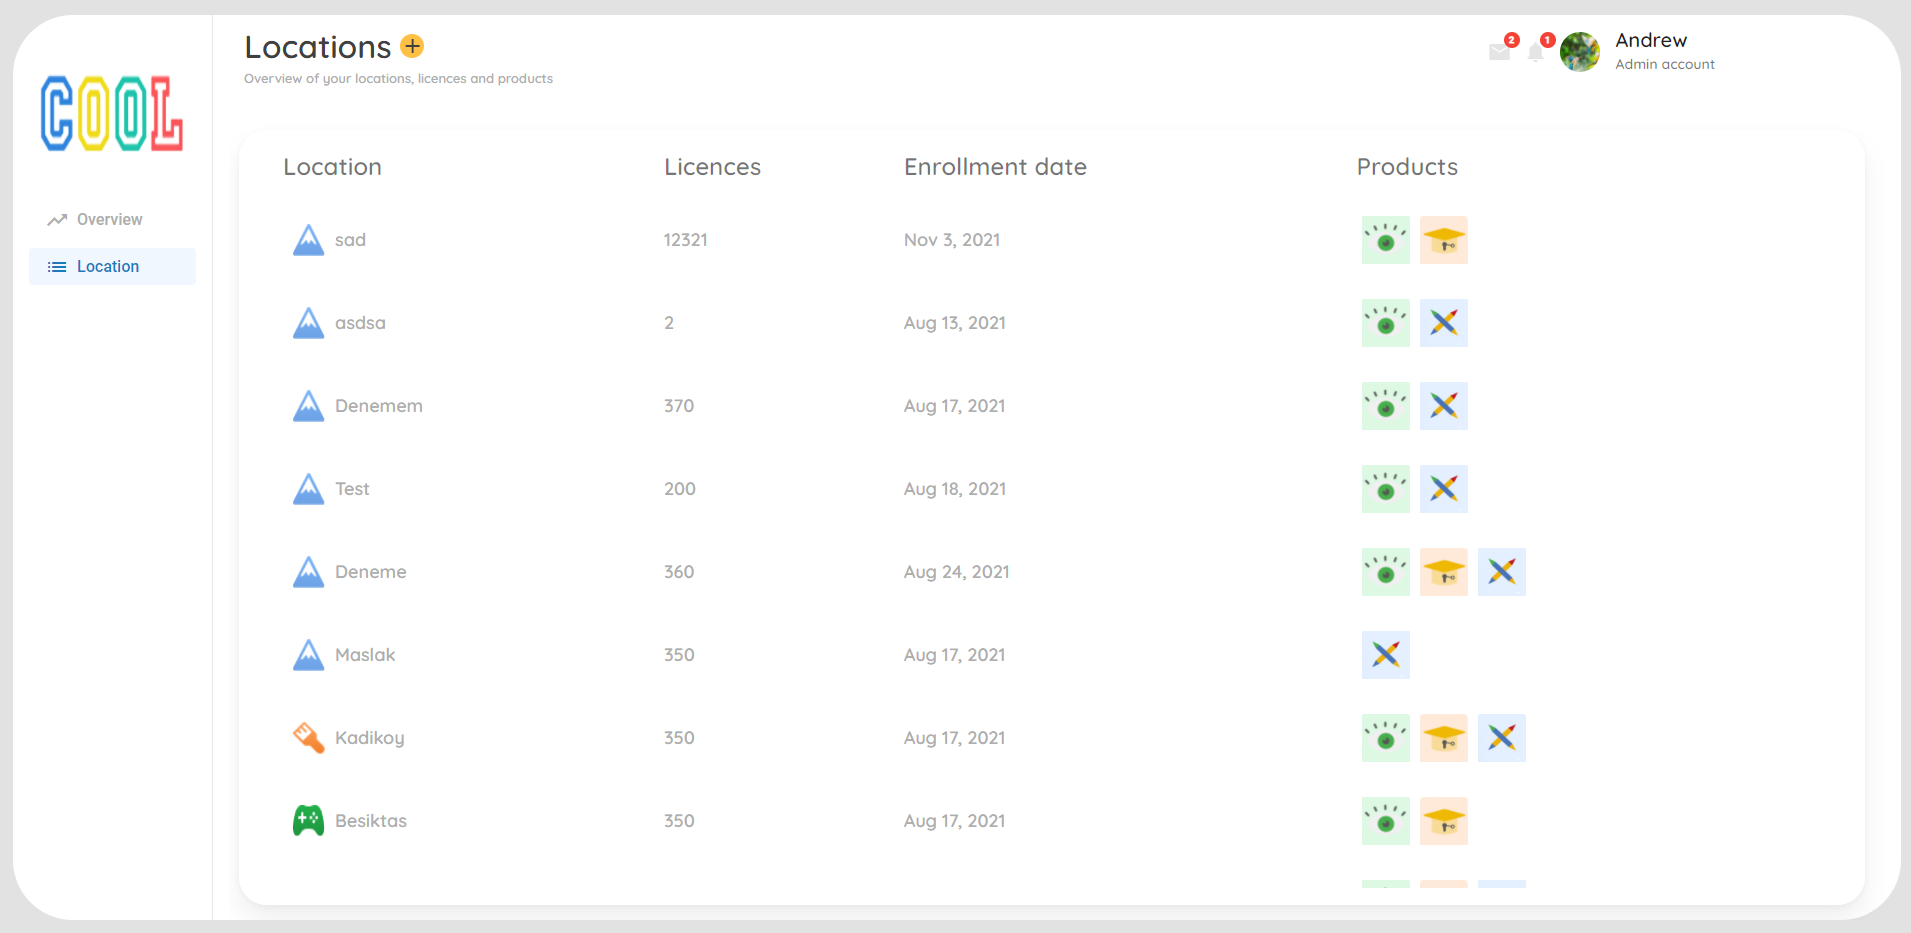 COOL
Overview
Location
Locations
Overview of your locations, licences and products
2
1
Andrew
Admin account
Location Licences Enrollment date Products
sad 12321 Nov 3, 2021
asdsa 2 Aug 13, 2021
Denemem 370 Aug 17, 2021
Test 200 Aug 18, 2021
Deneme 360 Aug 24, 2021
Maslak 350 Aug 17, 2021
Kadikoy 350 Aug 17, 2021
Besiktas 350 Aug 17, 2021